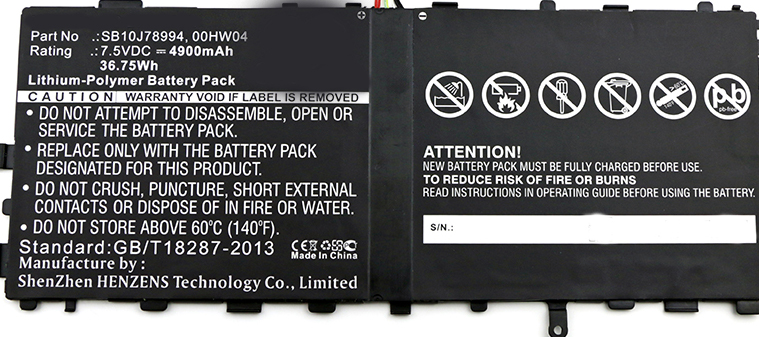 Part No .:SB10J78994, 00HW04
Rating .:7.5VDC ⎓ 4900mAh
36.75Wh
Lithium-Polymer Battery Pack
CAUTION WARRANTY VOID IF LABEL IS REMOVED
• DO NOT ATTEMPT TO DISASSEMBLE, OPEN OR
SERVICE THE BATTERY PACK.
• REPLACE ONLY WITH THE BATTERY PACK
DESIGNATED FOR THIS PRODUCT.
• DO NOT CRUSH, PUNCTURE, SHORT EXTERNAL
CONTACTS OR DISPOSE OF IN FIRE OR WATER.
• DO NOT STORE ABOVE 60°C (140°F).
Standard:GB/T18287-2013
CE
Made In China
Manufacture by :
ShenZhen HENZENS Technology Co., Limited
+ -
pb
pb-free
ATTENTION!
NEW BATTERY PACK MUST BE FULLY CHARGED BEFORE USE.
TO REDUCE RISK OF FIRE OR BURNS
READ INSTRUCTIONS IN OPERATING GUIDE BEFORE USING THE BATTERY.
S/N.: